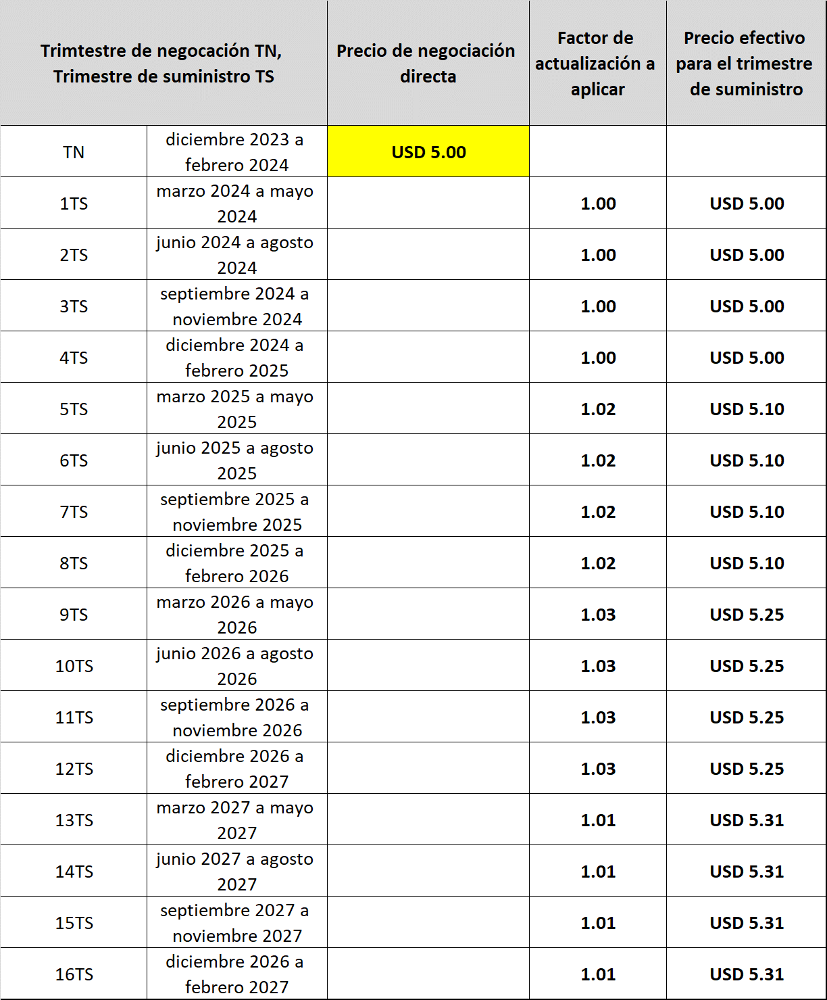 Trimtestre de negocación TN,
Trimestre de suministro TS
Precio de negociación
directa
Factor de
actualización a
aplicar
Precio efectivo
para el trimestre
de suministro
TN
diciembre 2023 a
febrero 2024
USD 5.00
1TS
marzo 2024 a mayo
2024
1.00
USD 5.00
2TS
junio 2024 a agosto
2024
1.00
USD 5.00
3TS
septiembre 2024 a
noviembre 2024
1.00
USD 5.00
4TS
diciembre 2024 a
febrero 2025
1.00
USD 5.00
5TS
marzo 2025 a mayo
2025
1.02
USD 5.10
6TS
junio 2025 a agosto
2025
1.02
USD 5.10
7TS
septiembre 2025 a
noviembre 2025
1.02
USD 5.10
8TS
diciembre 2025 a
febrero 2026
1.02
USD 5.10
9TS
marzo 2026 a mayo
2026
1.03
USD 5.25
10TS
junio 2026 a agosto
2026
1.03
USD 5.25
11TS
septiembre 2026 a
noviembre 2026
1.03
USD 5.25
12TS
diciembre 2026 a
febrero 2027
1.03
USD 5.25
13TS
marzo 2027 a mayo
2027
1.01
USD 5.31
14TS
junio 2027 a agosto
2027
1.01
USD 5.31
15TS
septiembre 2027 a
noviembre 2027
1.01
USD 5.31
16TS
diciembre 2026 a
febrero 2027
1.01
USD 5.31